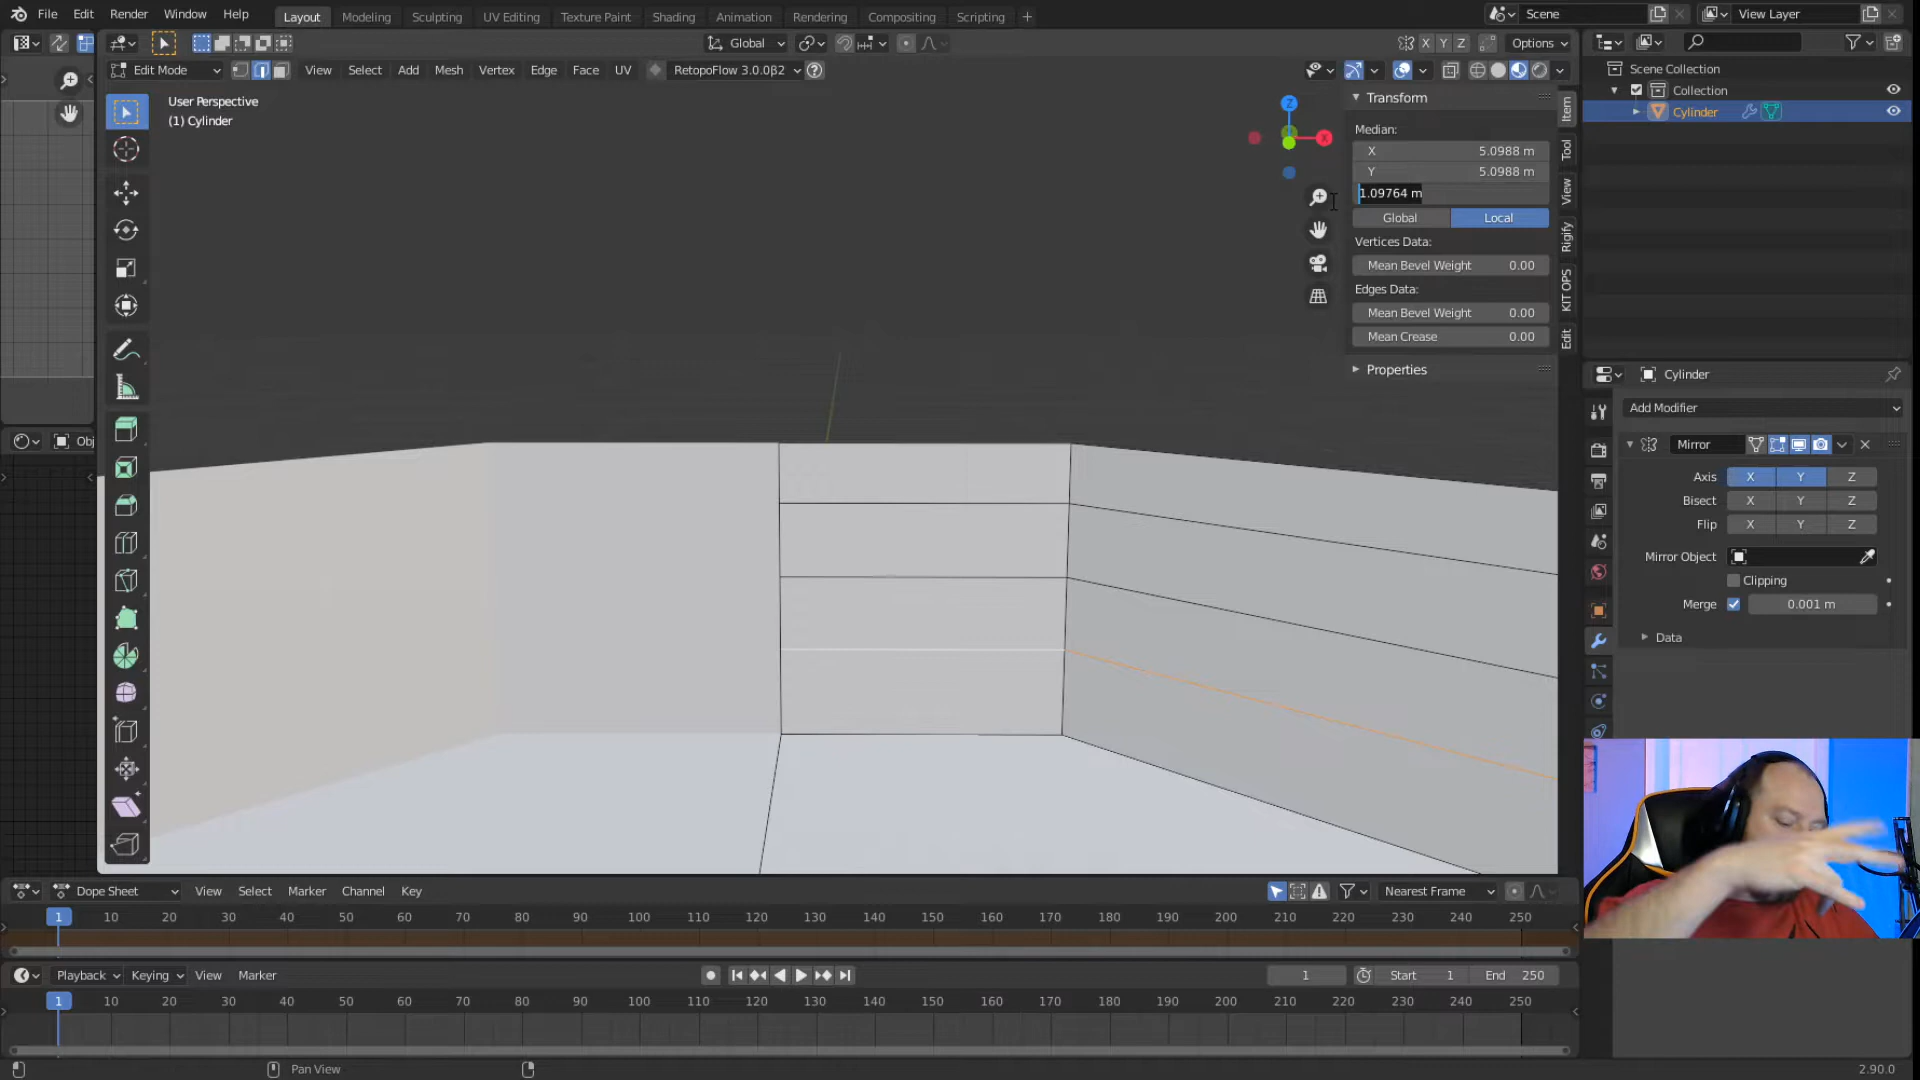 File Edit Render Window Help
Layout Modeling Sculpting UV Editing Texture Paint Shading Animation Rendering Compositing Scripting +
Scene View Layer
Global Options X Y Z
Edit Mode View Select Add Mesh Vertex Edge Face UV RetopoFlow 3.0.0β2
User Perspective
(1) Cylinder
Z
X
Transform
Median:
X 5.0988 m
Y 5.0988 m
1.09764 m
Global Local
Vertices Data:
Mean Bevel Weight 0.00
Edges Data:
Mean Bevel Weight 0.00
Mean Crease 0.00
Properties
Item
Tool
View
Rigify
KIT OPS
Edit
Scene Collection
Collection
Cylinder
Cylinder
Add Modifier
Mirror
Axis X Y Z
Bisect X Y Z
Flip X Y Z
Mirror Object
Clipping
Merge 0.001 m
Data
Obj
Dope Sheet View Select Marker Channel Key Nearest Frame
1 10 20 30 40 50 60 70 80 90 100 110 120 130 140 150 160 170 180 190 200 210 220 230 240 250
Playback Keying View Marker 1 Start 1 End 250
1 10 20 30 40 50 60 70 80 90 100 110 120 130 140 150 160 170 180 190 200 210 220 230 240 250
Pan View 2.90.0